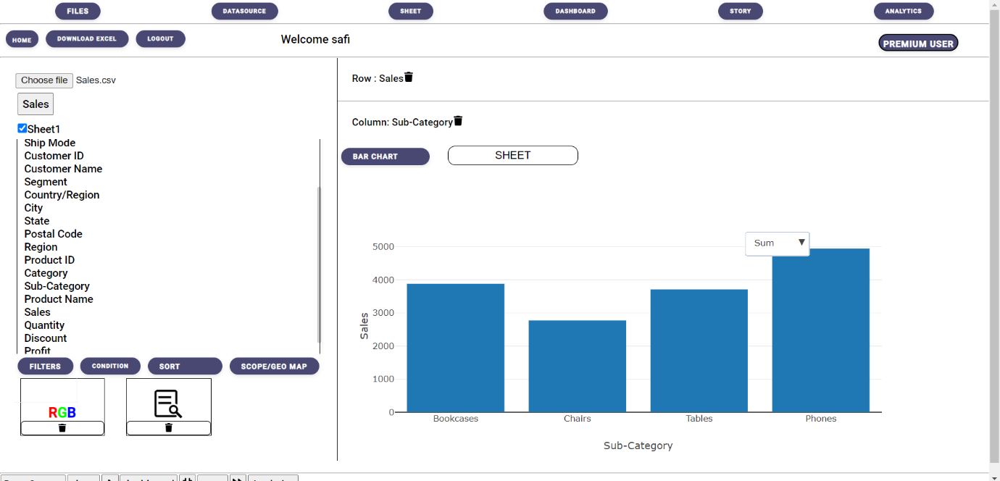 FILES DATASOURCE SHEET DASHBOARD STORY ANALYTICS
HOME DOWNLOAD EXCEL LOGOUT Welcome safi PREMIUM USER
Choose file Sales.csv
Sales
Sheet1
Ship Mode
Customer ID
Customer Name
Segment
Country/Region
City
State
Postal Code
Region
Product ID
Category
Sub-Category
Product Name
Sales
Quantity
Discount
Profit
FILTERS CONDITION SORT SCOPE/GEO MAP
RGB
Row : Sales
Column: Sub-Category
BAR CHART SHEET
Sum ▼
5000
4000
3000
2000
1000
0
Sales
Bookcases Chairs Tables Phones
Sub-Category